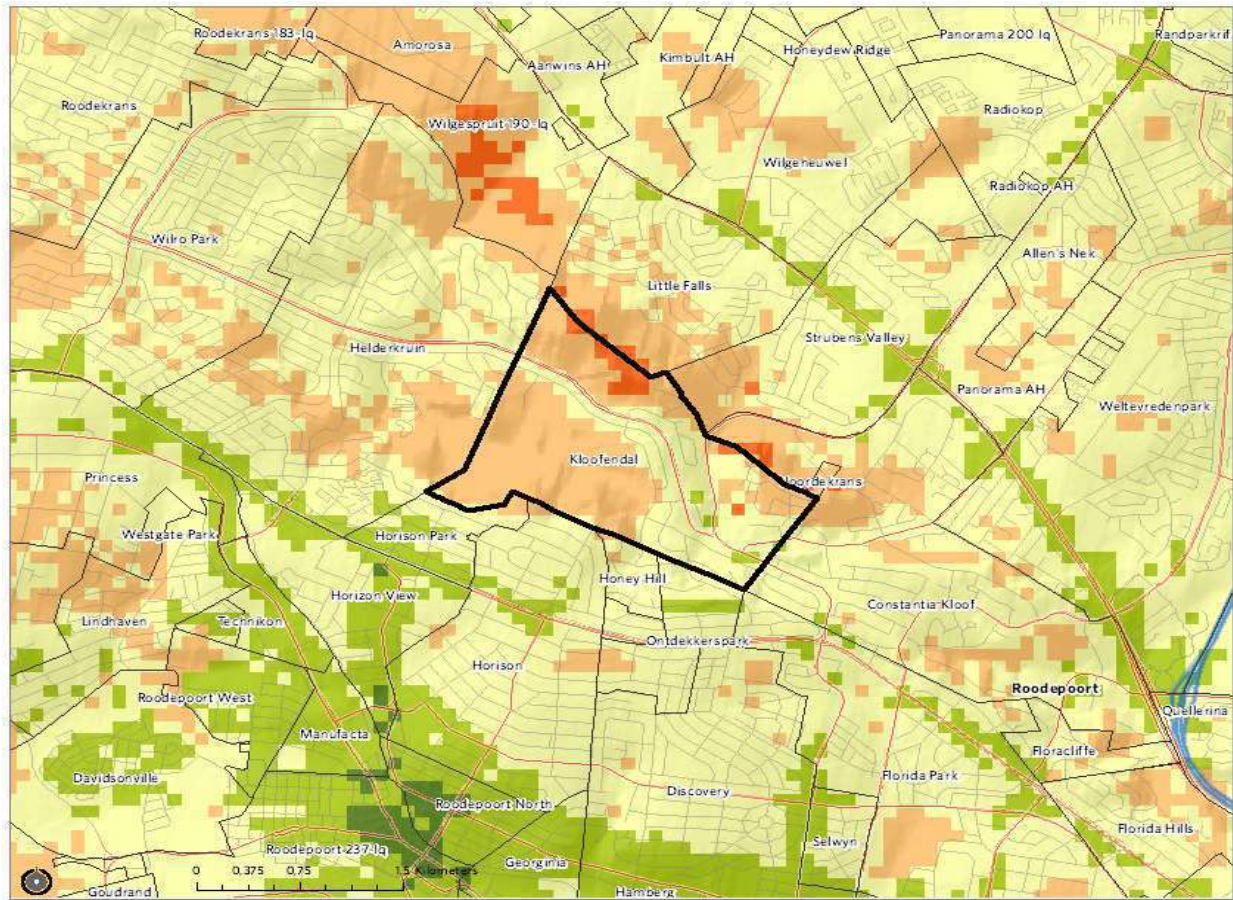 Roodekrans 183-Iq
Amorosa
Panorama 200 Iq
Randparkrif
Honeydew Ridge
Kimbult AH
Aanwins AH
Roodekrans
Radiokop
Wilgespruit 190-Iq
Wilgeheuwel
Radiokop AH
Wilro Park
Allen's Nek
Little Falls
Helderkruin
Strubens Valley
Panorama AH
Weltevredenpark
Kloofendal
Princess
Noordekrans
Westgate Park
Horison Park
Honey Hill
Horizon View
Constantia Kloof
Lindhaven
Technikon
Ontdekkerspark
Horison
Roodepoort
Roodepoort West
Quellerina
Manufacta
Floracliffe
Davidsonville
Florida Park
Discovery
Roodepoort North
Florida Hills
Selwyn
Roodepoort 237-Iq
Georginia
0 0,375 0,75 1,5 Kilometers
Goudrand
Hamberg